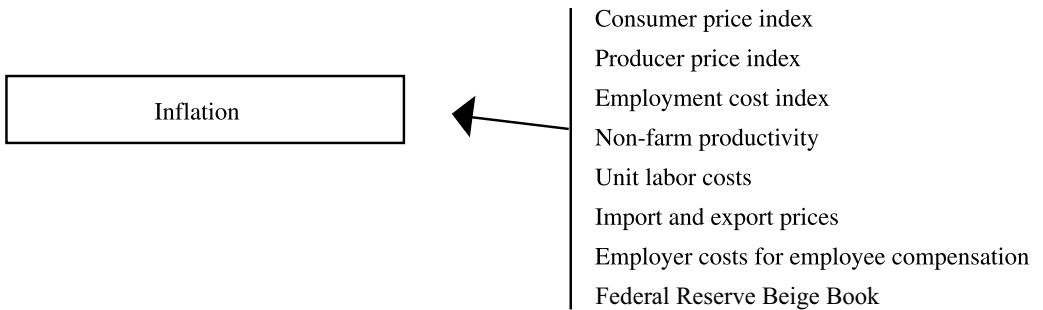 Inflation
Consumer price index
Producer price index
Employment cost index
Non-farm productivity
Unit labor costs
Import and export prices
Employer costs for employee compensation
Federal Reserve Beige Book